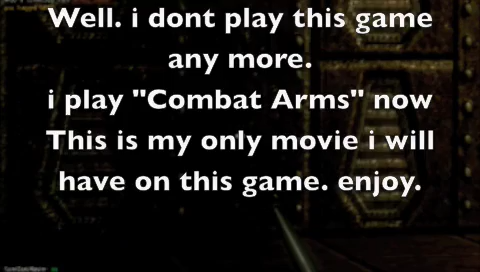 Well. i dont play this game
any more.
i play "Combat Arms" now
This is my only movie i will
have on this game. enjoy.